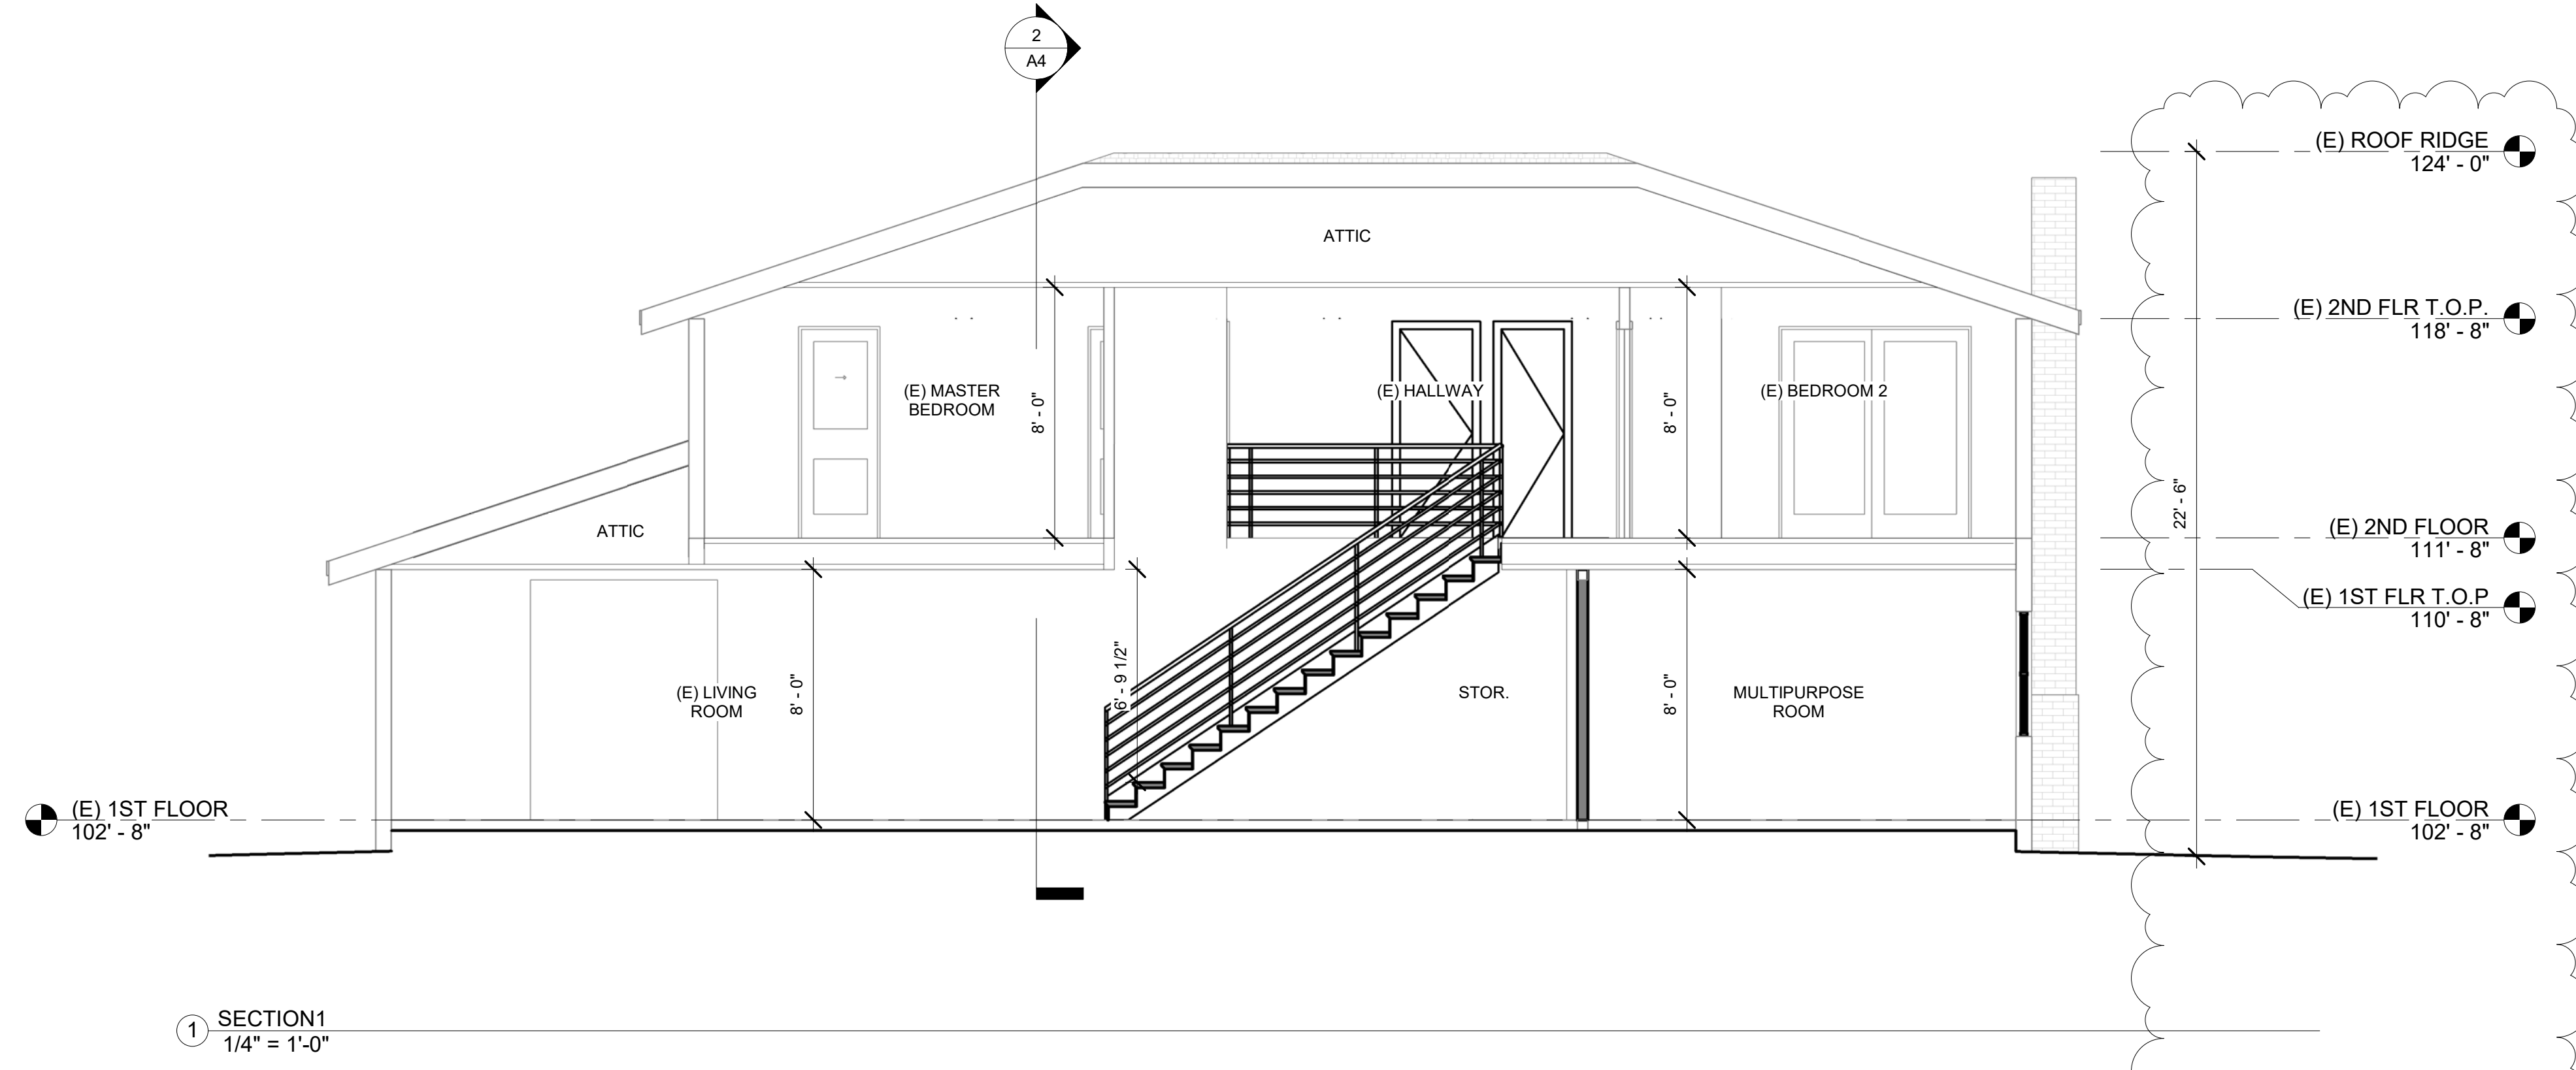 2
A4
(E) ROOF RIDGE
124' - 0"
ATTIC
(E) 2ND FLR T.O.P.
118' - 8"
(E) MASTER
BEDROOM
8' - 0"
(E) HALLWAY
8' - 0"
(E) BEDROOM 2
22' - 6"
ATTIC
(E) 2ND FLOOR
111' - 8"
(E) 1ST FLR T.O.P
110' - 8"
(E) LIVING
ROOM
8' - 0"
6' - 9 1/2"
STOR.
8' - 0"
MULTIPURPOSE
ROOM
(E) 1ST FLOOR
102' - 8"
(E) 1ST FLOOR
102' - 8"
1
SECTION1
1/4" = 1'-0"